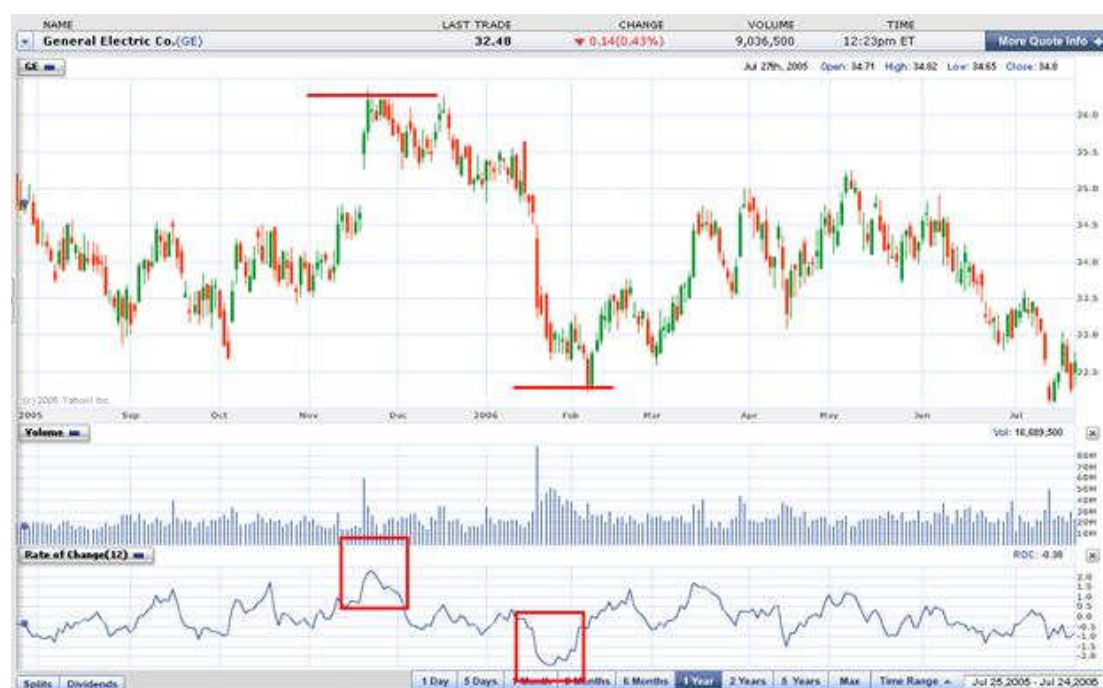 NAME LAST TRADE CHANGE VOLUME TIME
General Electric Co.(GE) 32.48 0.14(0.43%) 9,036,500 12:23pm ET More Quote Info
GE Jul 27th, 2005 Open: 34.71 High: 34.82 Low: 34.65 Close: 34.8
36.0
35.5
35.0
34.5
34.0
33.5
33.0
32.5
(c)2006 Yahoo! Inc.
2005 Sep Oct Nov Dec 2006 Feb Mar Apr May Jun Jul
Volume Vol: 16,689,500
80M
70M
60M
50M
40M
30M
20M
10M
Rate of Change(12) ROC: -0.38
2.0
1.5
1.0
0.5
0.0
-0.5
-1.0
-1.5
-2.0
Splits Dividends 1 Day 5 Days Months 6 Months 1 Year 2 Years 5 Years Max Time Range Jul 25,2005 - Jul 24,2006